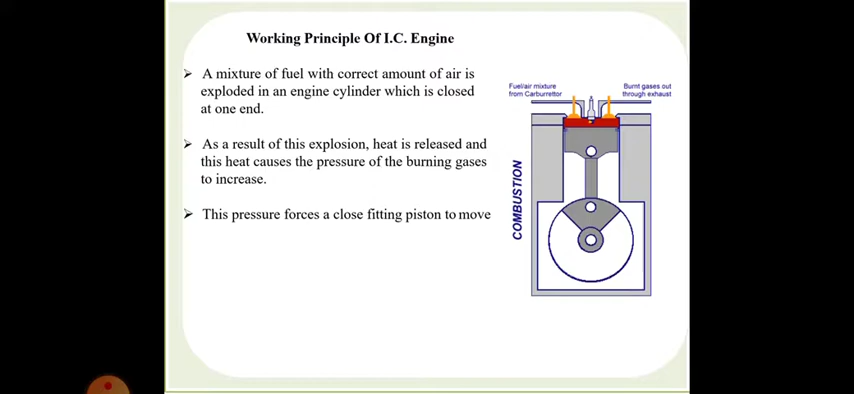 Working Principle Of I.C. Engine
➢ A mixture of fuel with correct amount of air is
exploded in an engine cylinder which is closed
at one end.
➢ As a result of this explosion, heat is released and
this heat causes the pressure of the burning gases
to increase.
➢ This pressure forces a close fitting piston to move
Fuel/air mixture
from Carburrettor
Burnt gases out
through exhaust
COMBUSTION